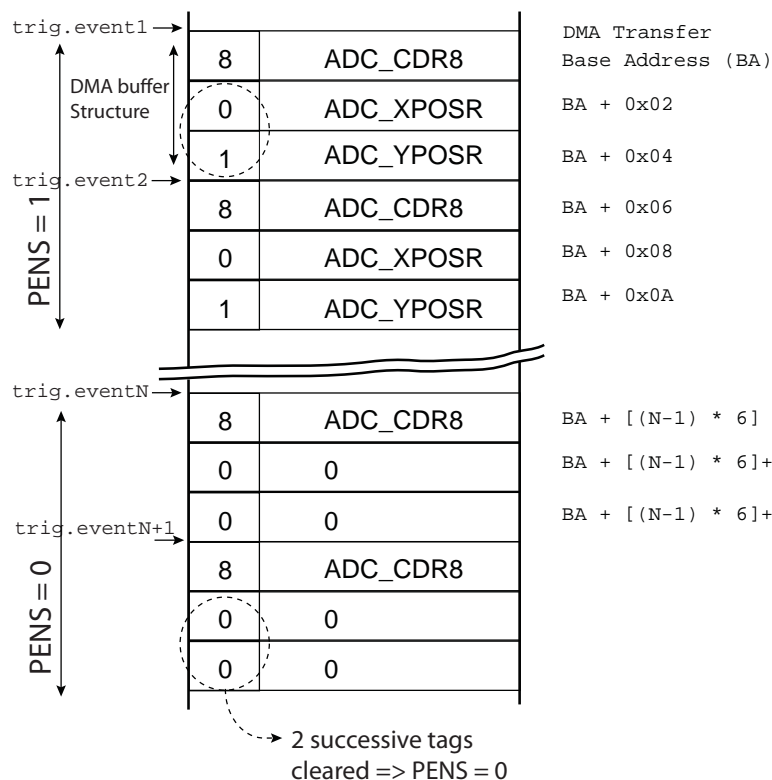 trig.event1
DMA Transfer
8 ADC_CDR8 Base Address (BA)
DMA buffer
Structure
0 ADC_XPOSR BA + 0x02
1 ADC_YPOSR BA + 0x04
trig.event2
8 ADC_CDR8 BA + 0x06
PENS = 1
0 ADC_XPOSR BA + 0x08
1 ADC_YPOSR BA + 0x0A
trig.eventN
8 ADC_CDR8 BA + [(N-1) * 6]
0 0 BA + [(N-1) * 6]+
0 0 BA + [(N-1) * 6]+
trig.eventN+1
8 ADC_CDR8
PENS = 0
0 0
0 0
2 successive tags
cleared => PENS = 0